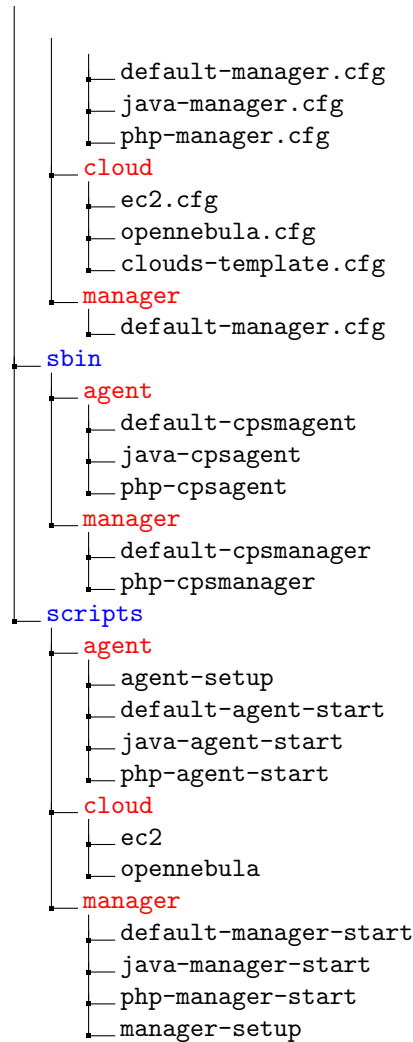 default-manager.cfg
java-manager.cfg
php-manager.cfg
cloud
ec2.cfg
opennebula.cfg
clouds-template.cfg
manager
default-manager.cfg
sbin
agent
default-cpsmagent
java-cpsagent
php-cpsagent
manager
default-cpsmanager
php-cpsmanager
scripts
agent
agent-setup
default-agent-start
java-agent-start
php-agent-start
cloud
ec2
opennebula
manager
default-manager-start
java-manager-start
php-manager-start
manager-setup